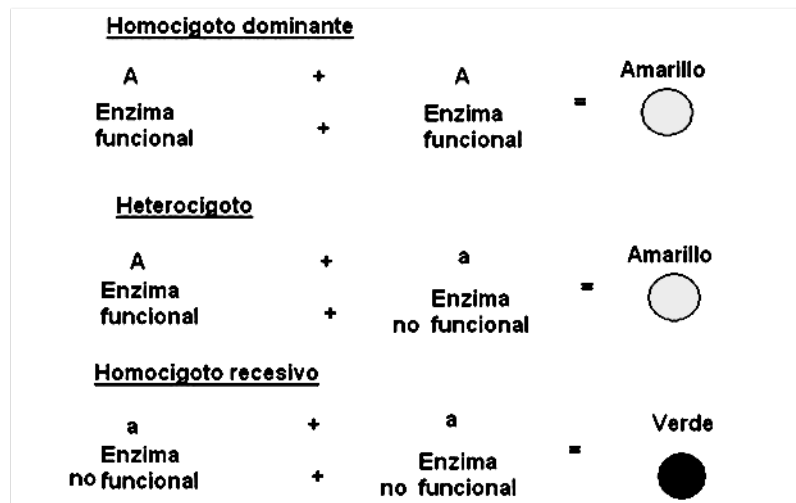 Homocigoto dominante
A + A = Amarillo
Enzima funcional + Enzima funcional
Heterocigoto
A + a = Amarillo
Enzima funcional + Enzima no funcional
Homocigoto recesivo
a + a = Verde
Enzima no funcional + Enzima no funcional